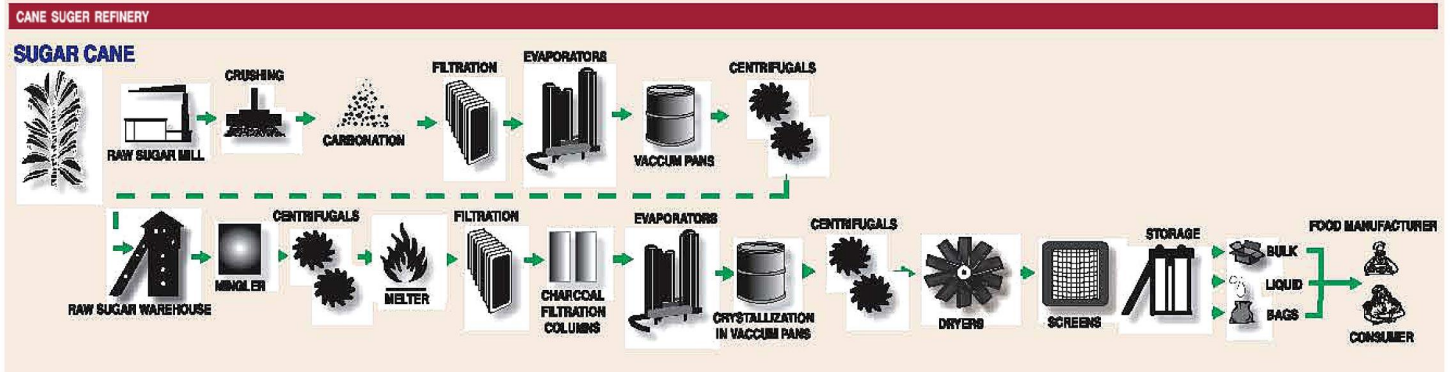 CANE SUGER REFINERY
SUGAR CANE
RAW SUGAR MILL
CRUSHING
CARBONATION
FILTRATION
EVAPORATORS
VACCUM PANS
CENTRIFUGALS
RAW SUGAR WAREHOUSE
MINGLER
CENTRIFUGALS
MELTER
FILTRATION
CHARCOAL
FILTRATION
COLUMNS
EVAPORATORS
CRYSTALLIZATION
IN VACCUM PANS
CENTRIFUGALS
DRYERS
SCREENS
STORAGE
BULK
LIQUID
BAGS
FOOD MANUFACTURER
CONSUMER